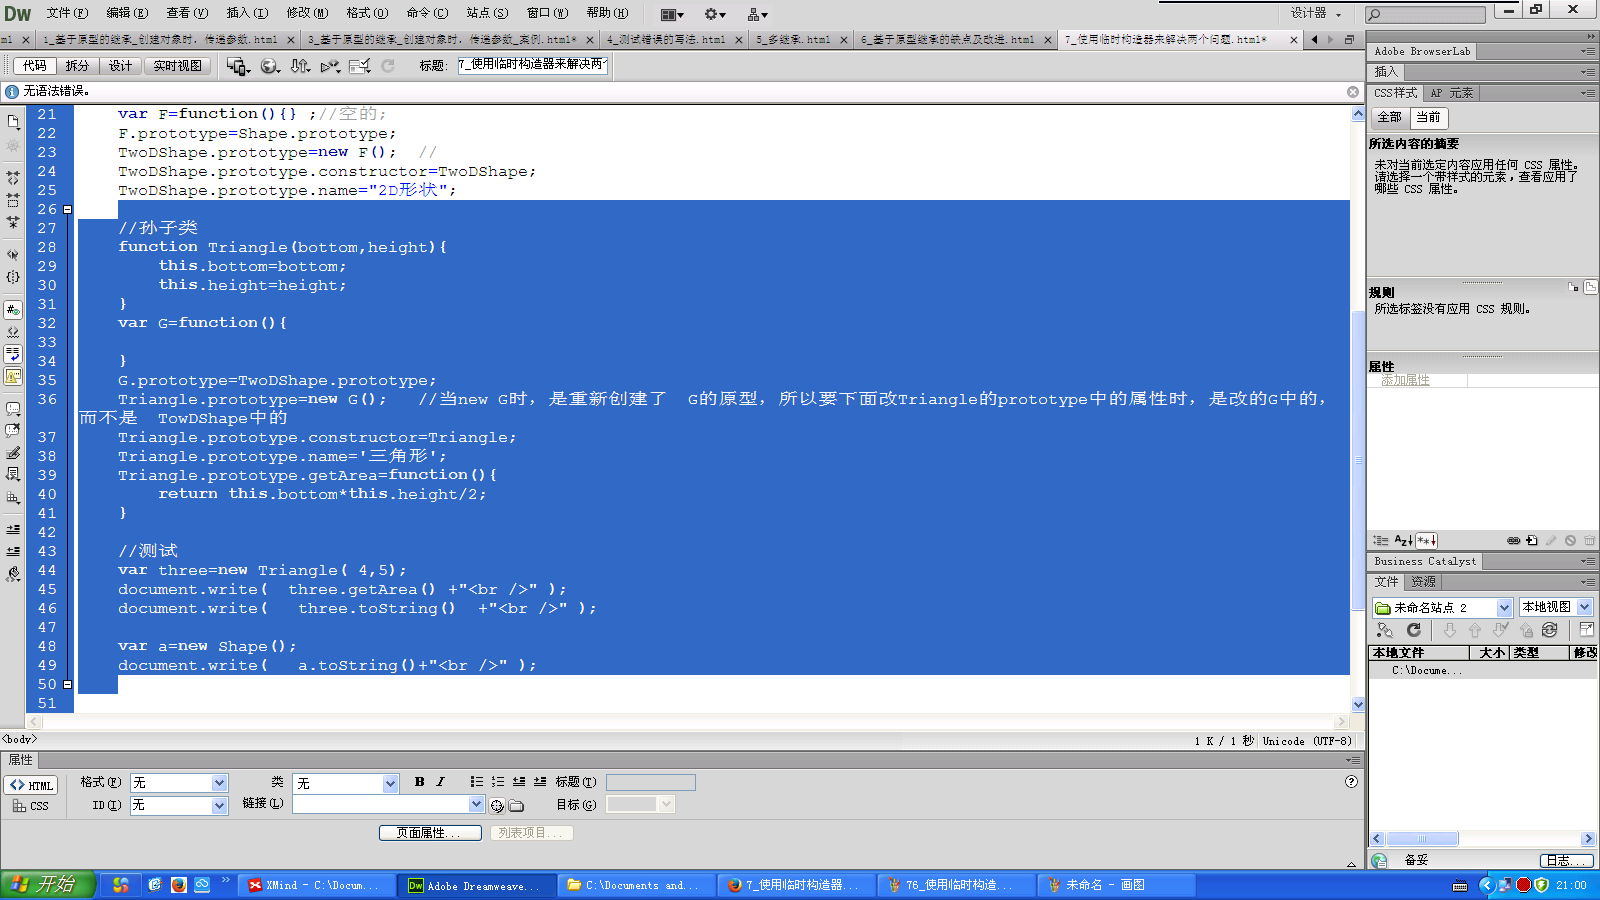 Dw 文件(F) 编辑(E) 查看(V) 插入(I) 修改(M) 格式(O) 命令(C) 站点(S) 窗口(W) 帮助(H) 设计器
ml 1_基于原型的继承_创建对象时，传递参数.html 3_基于原型的继承_创建对象时，传递参数_案例.html* 4_测试错误的写法.html 5_多继承.html 6_基于原型继承的缺点及改进.html 7_使用临时构造器来解决两个问题.html*
代码 拆分 设计 实时视图 标题: 7_使用临时构造器来解决两个
无语法错误。
21 var F=function(){} ;//空的;
22 F.prototype=Shape.prototype;
23 TwoDShape.prototype=new F(); //
24 TwoDShape.prototype.constructor=TwoDShape;
25 TwoDShape.prototype.name="2D形状";
26
27 //孙子类
28 function Triangle(bottom,height){
29 this.bottom=bottom;
30 this.height=height;
31 }
32 var G=function(){
33
34 }
35 G.prototype=TwoDShape.prototype;
36 Triangle.prototype=new G(); //当new G时，是重新创建了 G的原型，所以要下面改Triangle的prototype中的属性时，是改的G中的，
而不是 TowDShape中的
37 Triangle.prototype.constructor=Triangle;
38 Triangle.prototype.name='三角形';
39 Triangle.prototype.getArea=function(){
40 return this.bottom*this.height/2;
41 }
42
43 //测试
44 var three=new Triangle( 4,5);
45 document.write( three.getArea() +"<br />" );
46 document.write( three.toString() +"<br />" );
47
48 var a=new Shape();
49 document.write( a.toString()+"<br />" );
50
51
<body> 1 K / 1 秒 Unicode (UTF-8)
属性
<> HTML 格式(F) 无 类 无 B I 标题(T)
CSS ID(I) 无 链接(L) 目标(G)
页面属性... 列表项目...
Adobe BrowserLab
插入
CSS样式 AP 元素
全部 当前
所选内容的摘要
未对当前选定内容应用任何 CSS 属性。
请选择一个带样式的元素，查看应用了
哪些 CSS 属性。
规则
所选标签没有应用 CSS 规则。
属性
添加属性
Business Catalyst
文件 资源
未命名站点 2 本地视图
本地文件 大小 类型 修改
C:\Docume...
备妥 日志...
开始 XMind - C:\Docum... Adobe Dreamweave... C:\Documents and... 7_使用临时构造器... 76_使用临时构造... 未命名 - 画图 21:00